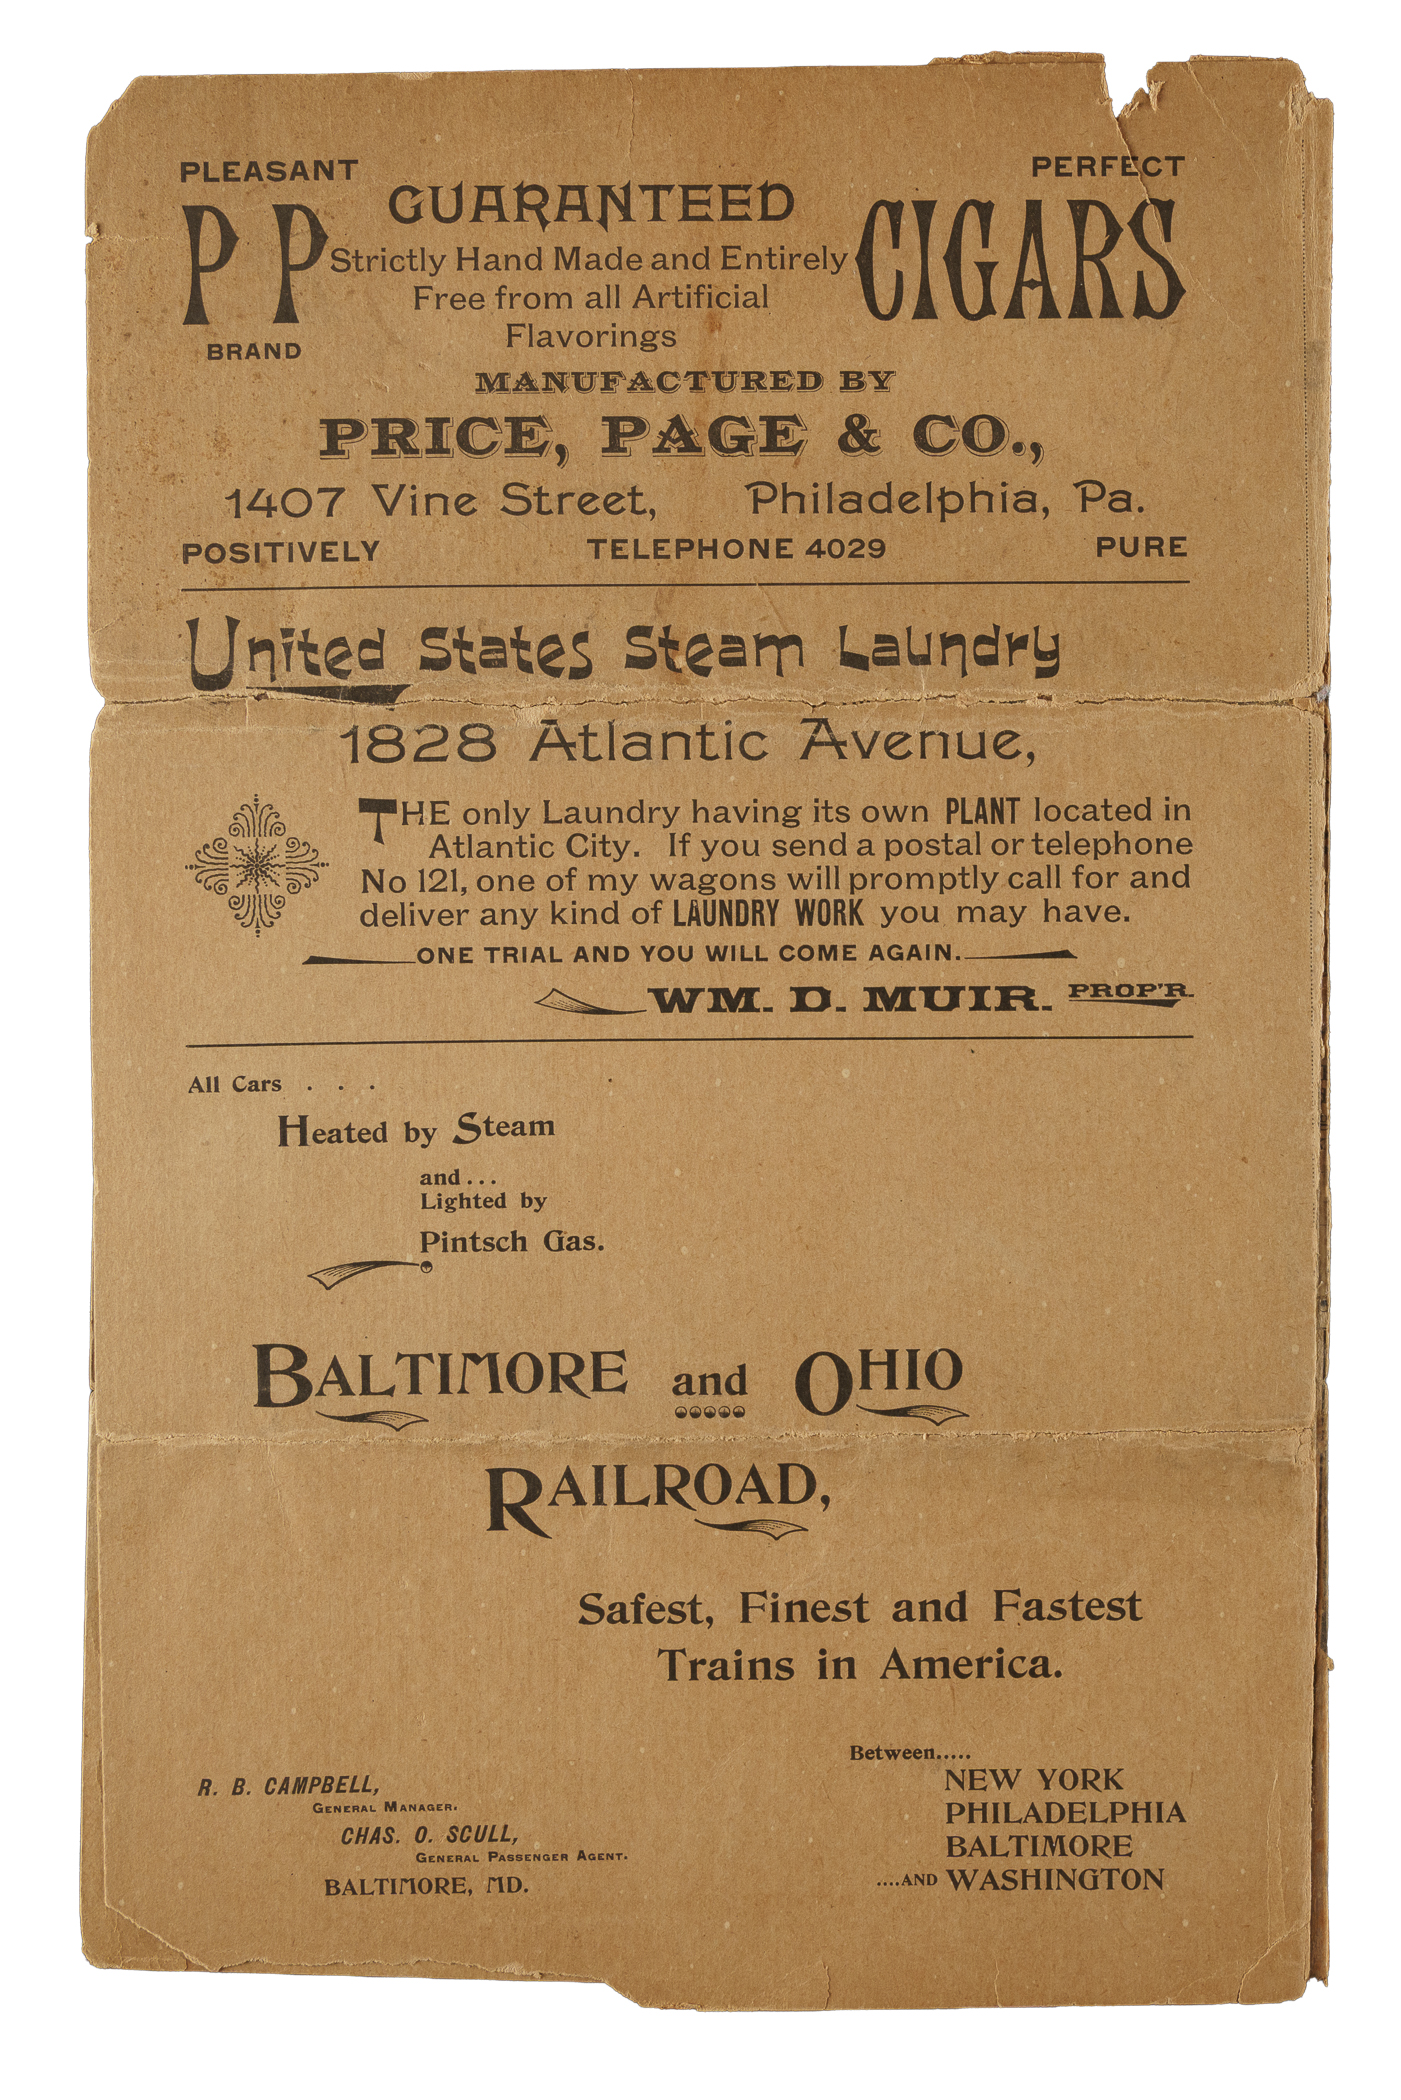 PLEASANT PERFECT
GUARANTEED
P P CIGARS
Strictly Hand Made and Entirely
Free from all Artificial
Flavorings
BRAND
MANUFACTURED BY
PRICE, PAGE & CO.,
1407 Vine Street, Philadelphia, Pa.
POSITIVELY TELEPHONE 4029 PURE
United States Steam Laundry
1828 Atlantic Avenue,
THE only Laundry having its own PLANT located in
Atlantic City. If you send a postal or telephone
No 121, one of my wagons will promptly call for and
deliver any kind of LAUNDRY WORK you may have.
ONE TRIAL AND YOU WILL COME AGAIN.
WM. D. MUIR. PROP'R.
All Cars . . .
Heated by Steam
and...
Lighted by
Pintsch Gas.
BALTIMORE and OHIO
RAILROAD,
Safest, Finest and Fastest
Trains in America.
R. B. CAMPBELL,
GENERAL MANAGER.
CHAS. O. SCULL,
GENERAL PASSENGER AGENT.
BALTIMORE, MD.
Between.....
NEW YORK
PHILADELPHIA
BALTIMORE
....AND WASHINGTON